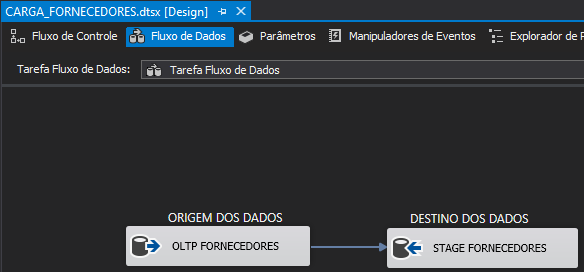 CARGA_FORNECEDORES.dtsx [Design]
Fluxo de Controle Fluxo de Dados Parâmetros Manipuladores de Eventos Explorador de
Tarefa Fluxo de Dados: Tarefa Fluxo de Dados
ORIGEM DOS DADOS DESTINO DOS DADOS
OLTP FORNECEDORES STAGE FORNECEDORES